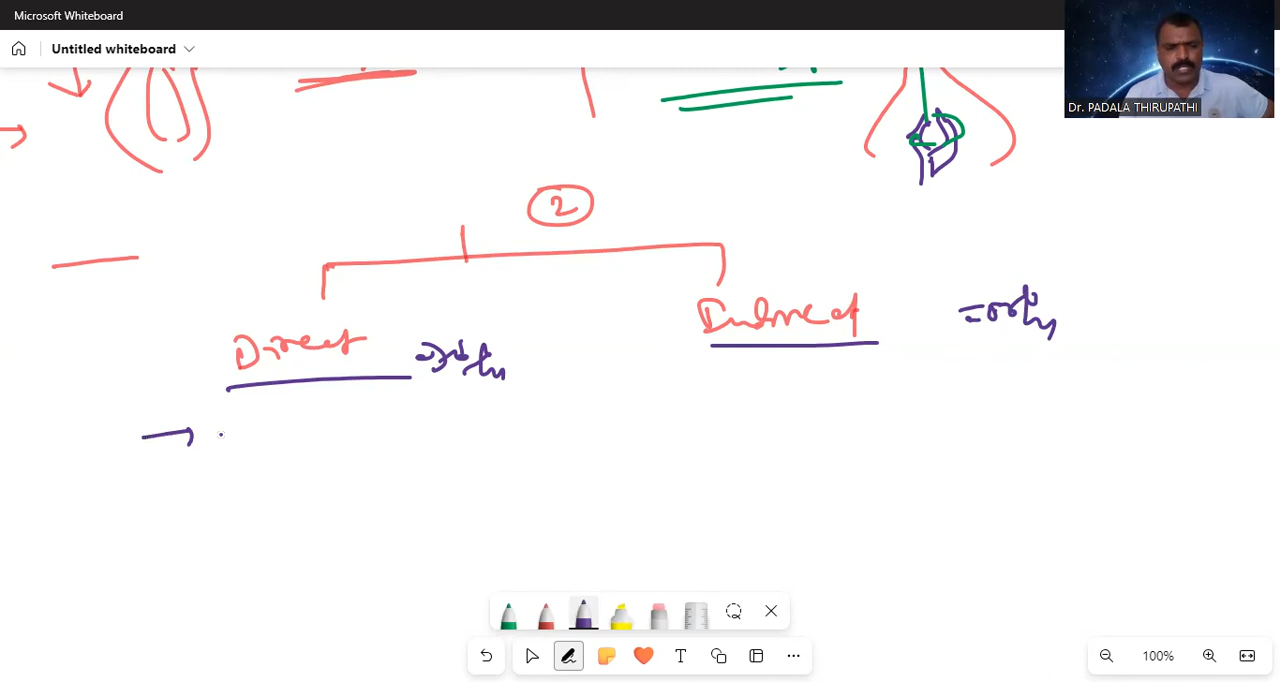 Microsoft Whiteboard
Untitled whiteboard
Dr. PADALA THIRUPATHI
2
Direct
Indirect
100%